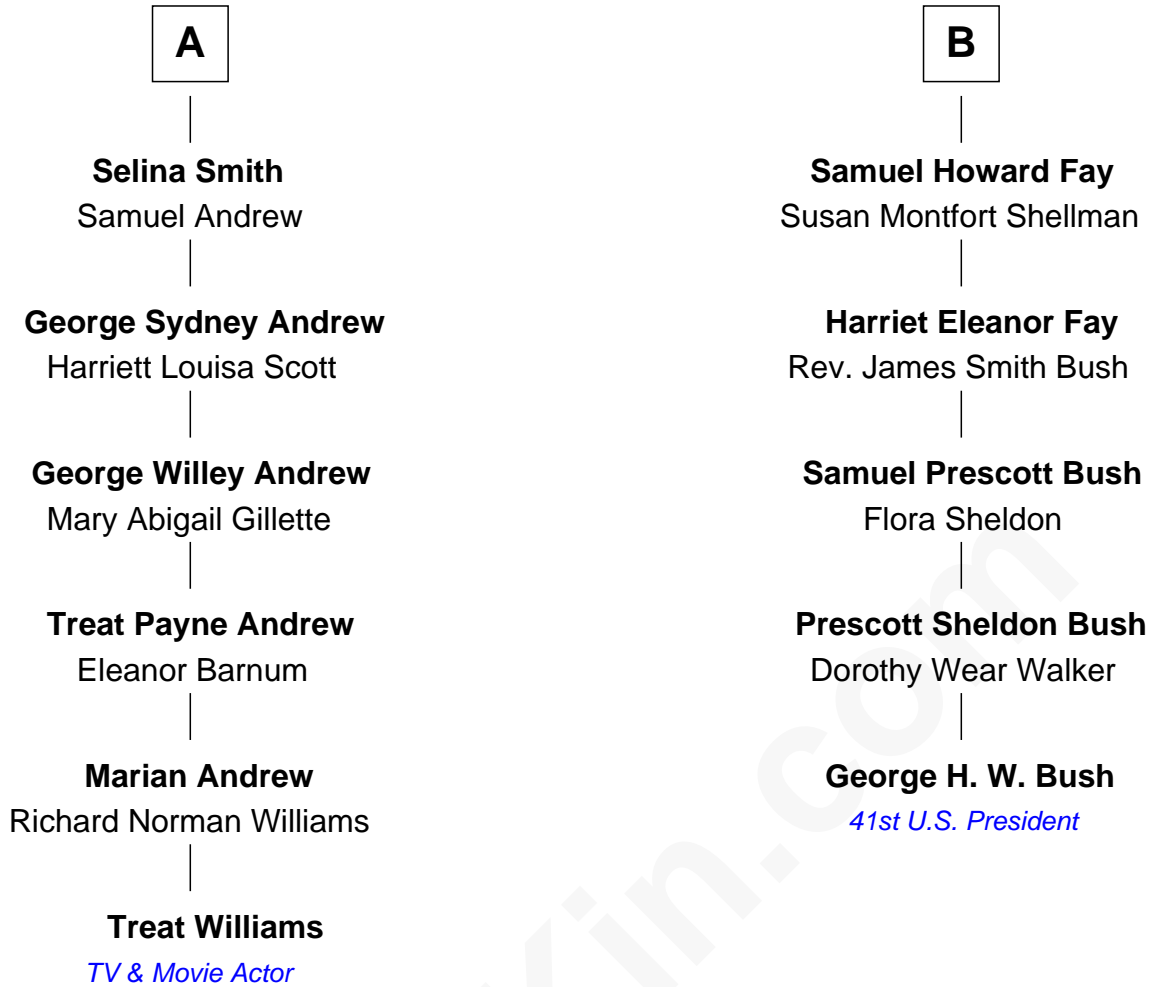 A
Selina Smith
Samuel Andrew
George Sydney Andrew
Harriett Louisa Scott
George Willey Andrew
Mary Abigail Gillette
Treat Payne Andrew
Eleanor Barnum
Marian Andrew
Richard Norman Williams
Treat Williams
TV & Movie Actor
B
Samuel Howard Fay
Susan Montfort Shellman
Harriet Eleanor Fay
Rev. James Smith Bush
Samuel Prescott Bush
Flora Sheldon
Prescott Sheldon Bush
Dorothy Wear Walker
George H. W. Bush
41st U.S. President
Kin.com